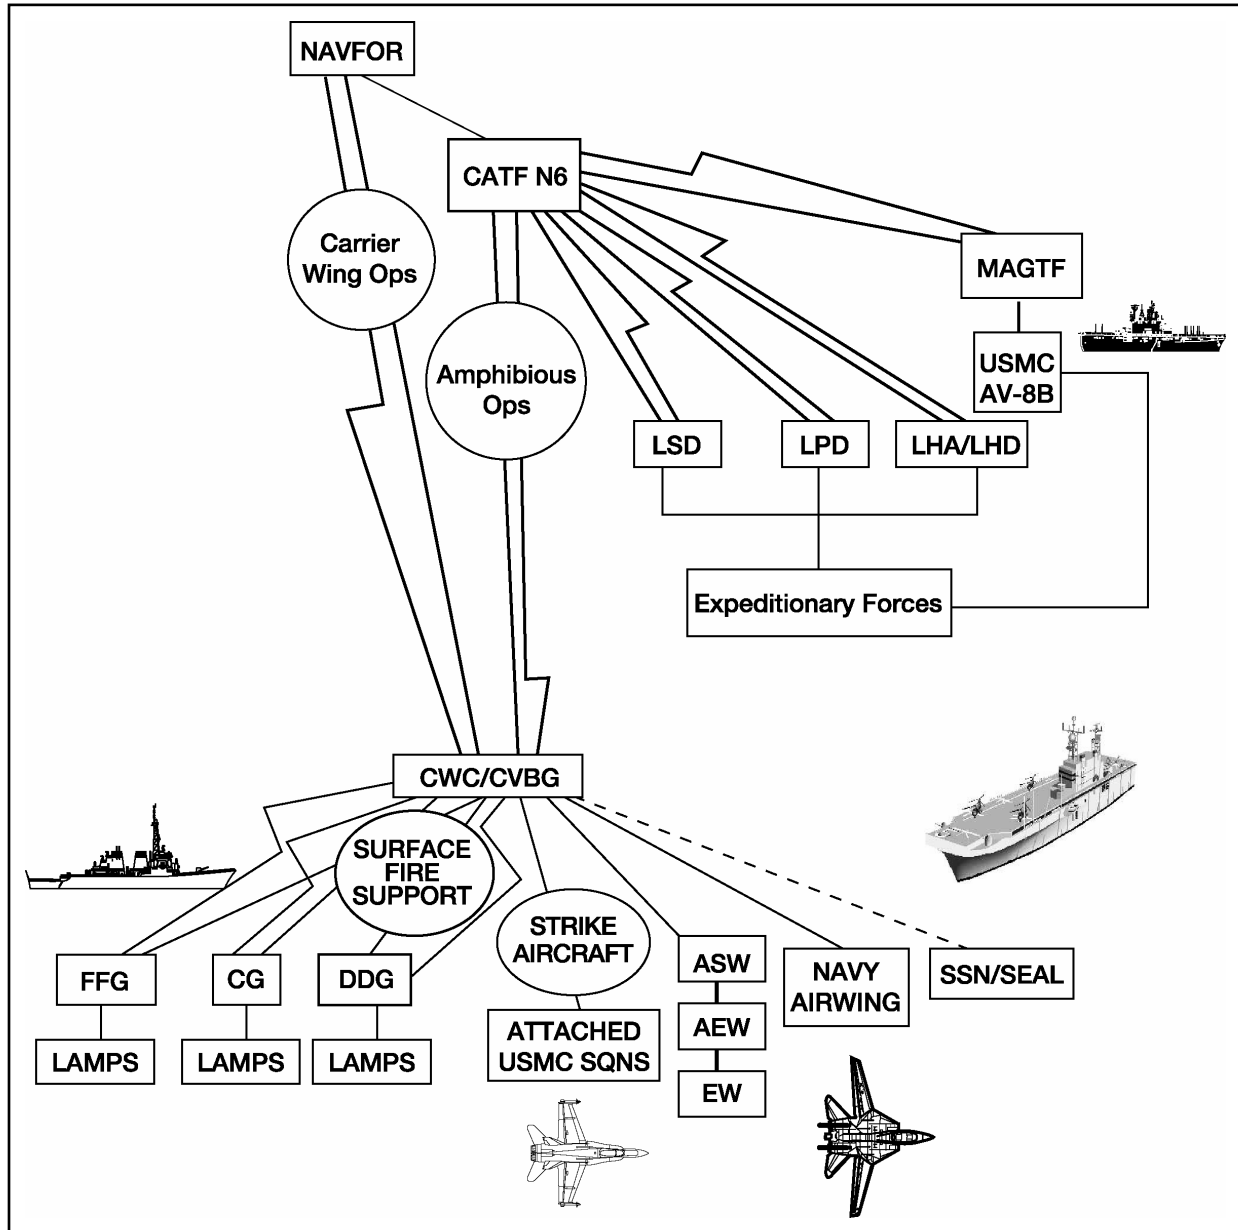 NAVFOR
CATF N6
Carrier
Wing Ops
MAGTF
Amphibious
Ops
USMC
AV-8B
LSD
LPD
LHA/LHD
Expeditionary Forces
CWC/CVBG
SURFACE
FIRE
SUPPORT
STRIKE
AIRCRAFT
FFG
CG
DDG
ASW
NAVY
AIRWING
SSN/SEAL
LAMPS
LAMPS
LAMPS
ATTACHED
USMC SQNS
AEW
EW